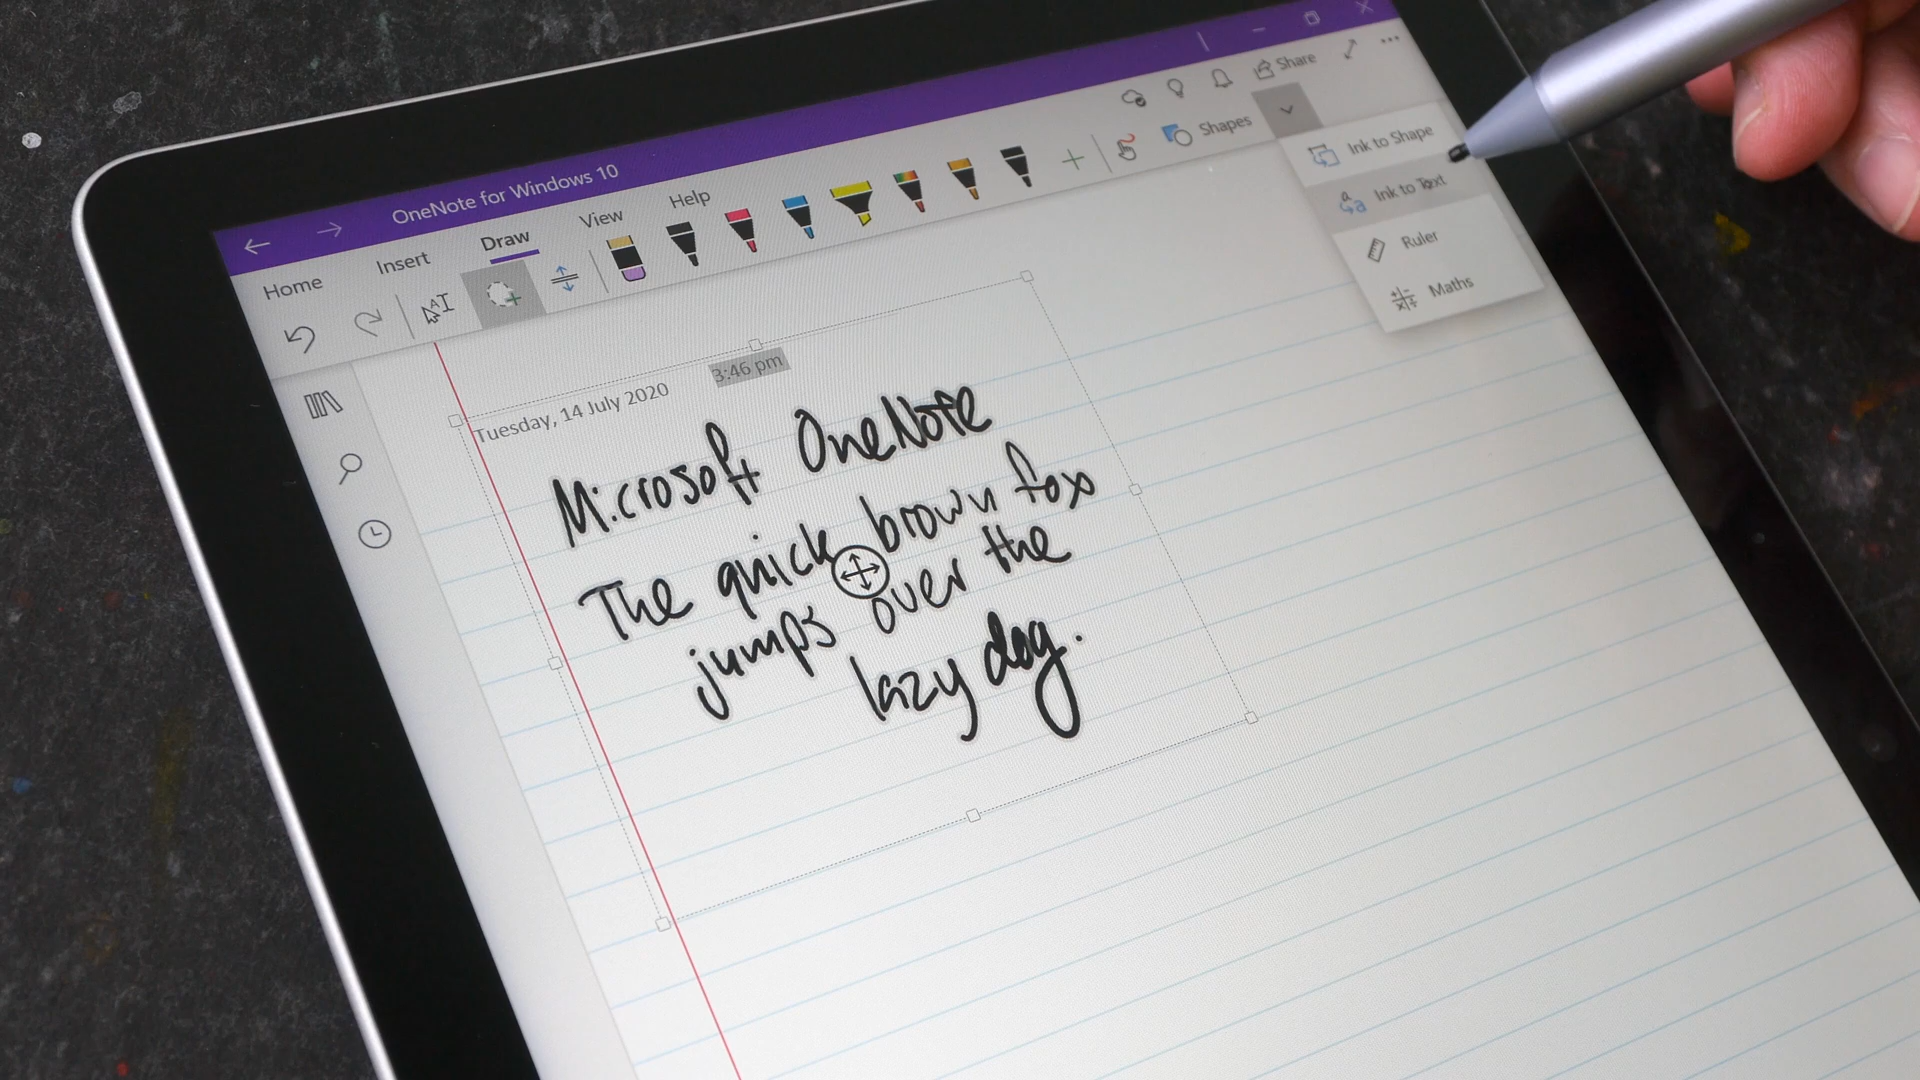 OneNote for Windows 10
Share
Home Insert Draw View Help
Shapes
Ink to Shape
Ink to Text
Ruler
Maths
Tuesday, 14 July 2020 3:46 pm
Microsoft OneNote
The quick brown fox
jumps over the
lazy dog.